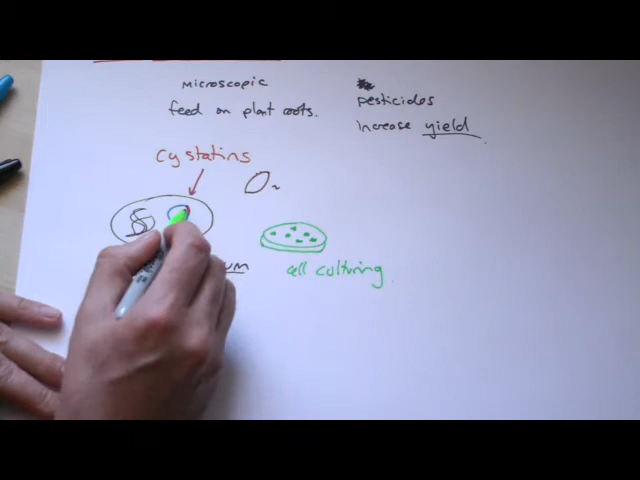 microscopic
feed on plant roots.
pesticides
increase yield
cystatins
cell culturing.